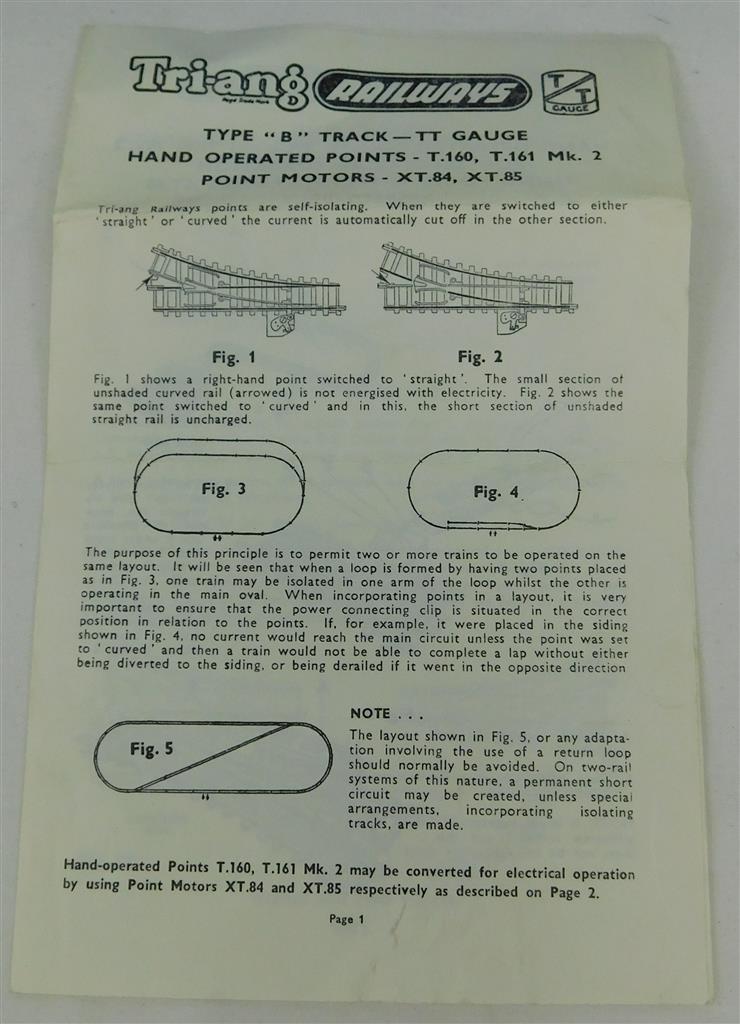 Tri-ang RAILWAYS TT GAUGE
Regd. Trade Mark
TYPE "B" TRACK—TT GAUGE
HAND OPERATED POINTS - T.160, T.161 Mk. 2
POINT MOTORS - XT.84, XT.85
Tri-ang Railways points are self-isolating. When they are switched to either
'straight' or 'curved' the current is automatically cut off in the other section.
Fig. 1
Fig. 2
Fig. 1 shows a right-hand point switched to 'straight'. The small section of
unshaded curved rail (arrowed) is not energised with electricity. Fig. 2 shows the
same point switched to 'curved' and in this, the short section of unshaded
straight rail is uncharged.
Fig. 3
Fig. 4
The purpose of this principle is to permit two or more trains to be operated on the
same layout. It will be seen that when a loop is formed by having two points placed
as in Fig. 3, one train may be isolated in one arm of the loop whilst the other is
operating in the main oval. When incorporating points in a layout, it is very
important to ensure that the power connecting clip is situated in the correct
position in relation to the points. If, for example, it were placed in the siding
shown in Fig. 4, no current would reach the main circuit unless the point was set
to 'curved' and then a train would not be able to complete a lap without either
being diverted to the siding, or being derailed if it went in the opposite direction
Fig. 5
NOTE . . .
The layout shown in Fig. 5, or any adapta-
tion involving the use of a return loop
should normally be avoided. On two-rail
systems of this nature, a permanent short
circuit may be created, unless special
arrangements, incorporating isolating
tracks, are made.
Hand-operated Points T.160, T.161 Mk. 2 may be converted for electrical operation
by using Point Motors XT.84 and XT.85 respectively as described on Page 2.
Page 1